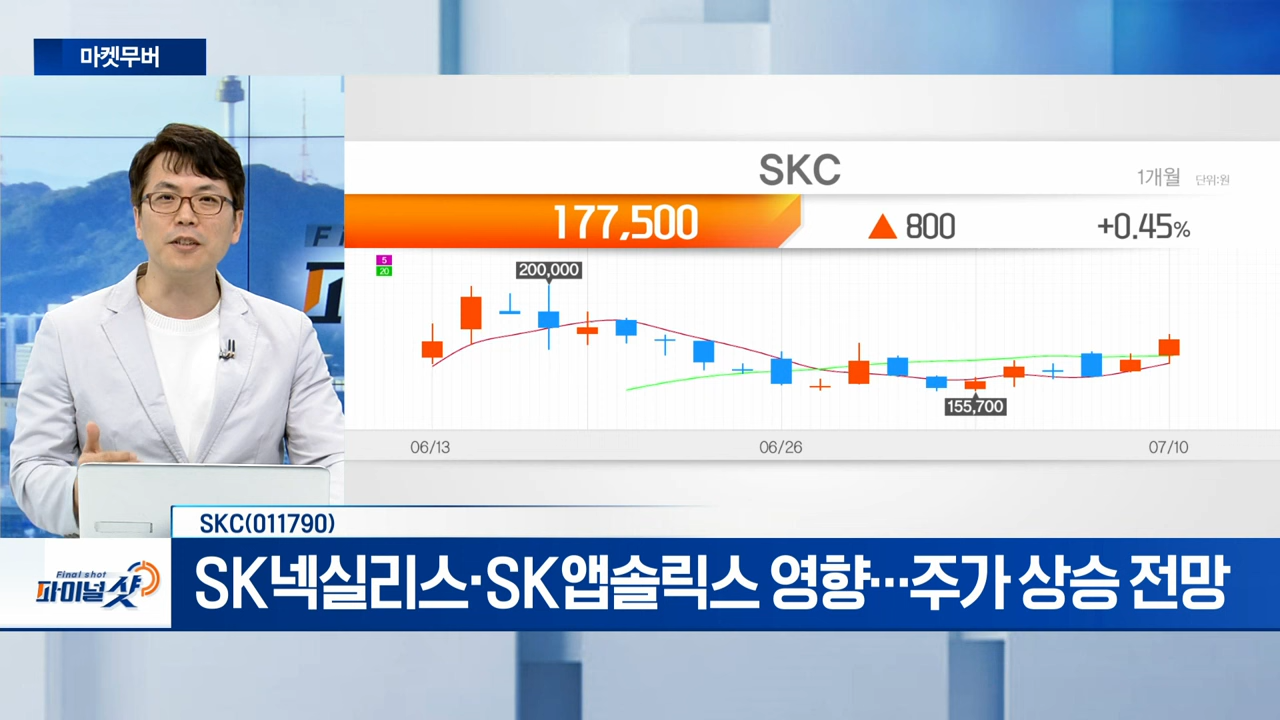 마켓무버
SKC
1개월 단위:원
177,500 ▲ 800 +0.45%
5
20
200,000
155,700
06/13 06/26 07/10
SKC(011790)
Final shot
파이널샷
SK넥실리스·SK앱솔릭스 영향…주가 상승 전망